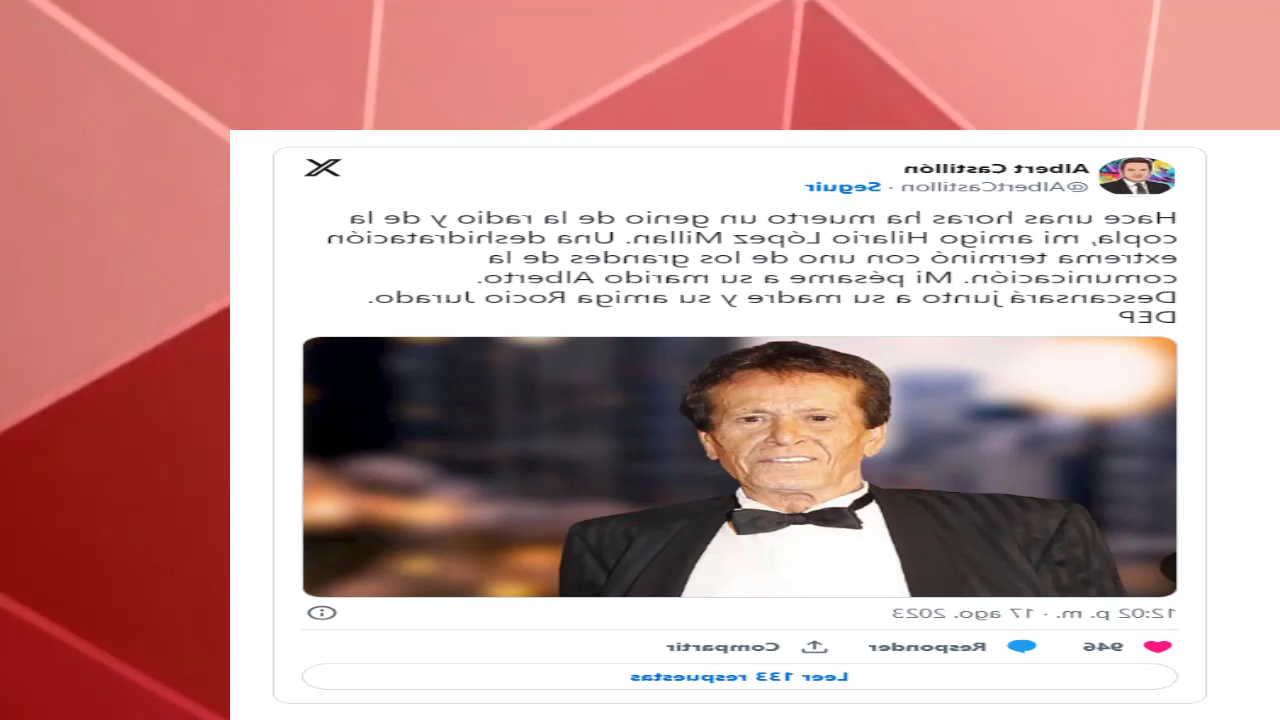 Albert Castillón
@AlbertCastillon · Seguir
Hace unas horas ha muerto un genio de la radio y de la
copla, mi amigo Hilario López Millan. Una deshidratación
extrema terminó con uno de los grandes de la
comunicación. Mi pésame a su marido Alberto.
Descansará junto a su madre y su amiga Rocio Jurado.
DEP
12:02 p. m. · 17 ago. 2023
946 Responder Compartir
Leer 133 respuestas